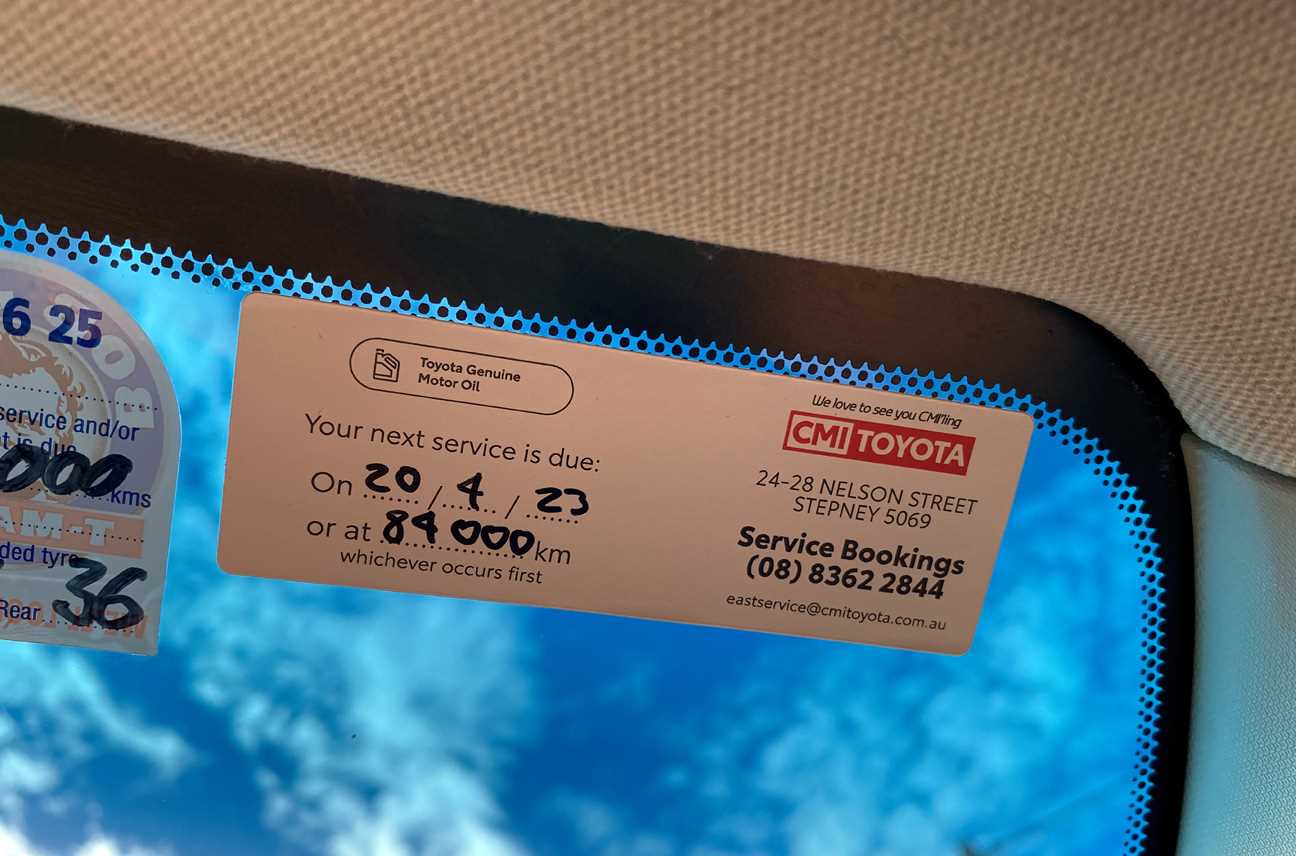 6 25
service and/or
t is due
000 kms
AM-T
ded tyre
Rear 36
Toyota Genuine
Motor Oil
Your next service is due:
On 20 / 4 / 23
or at 84 000 km
whichever occurs first
We love to see you CMI'ing
CMI TOYOTA
24-28 NELSON STREET
STEPNEY 5069
Service Bookings
(08) 8362 2844
eastservice@cmitoyota.com.au